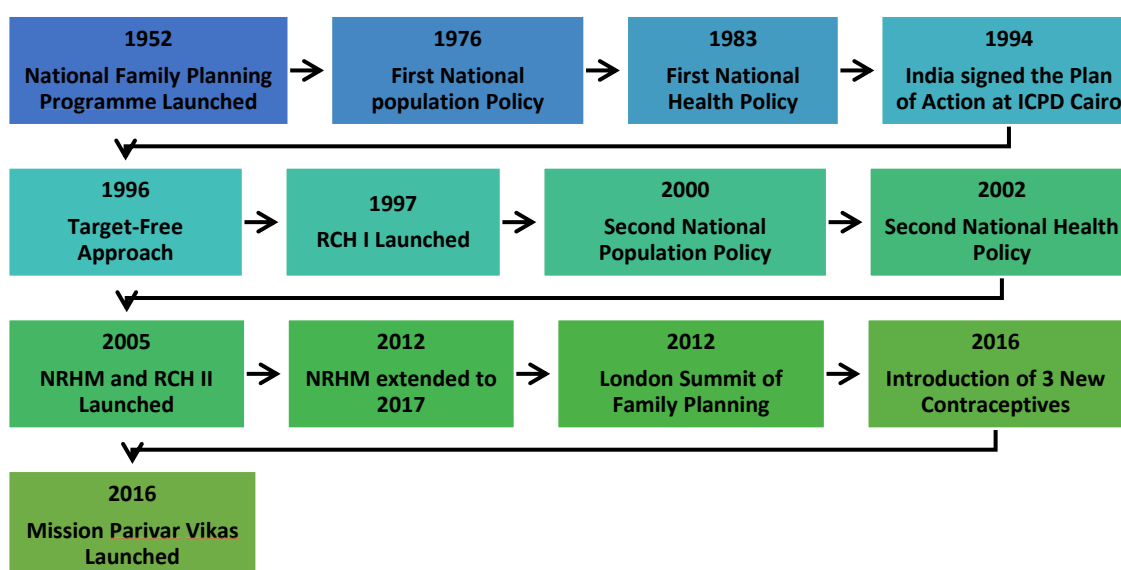 1952
National Family Planning
Programme Launched
1976
First National
population Policy
1983
First National
Health Policy
1994
India signed the Plan
of Action at ICPD Cairo
1996
Target-Free
Approach
1997
RCH I Launched
2000
Second National
Population Policy
2002
Second National Health
Policy
2005
NRHM and RCH II
Launched
2012
NRHM extended to
2017
2012
London Summit of
Family Planning
2016
Introduction of 3 New
Contraceptives
2016
Mission Parivar Vikas
Launched